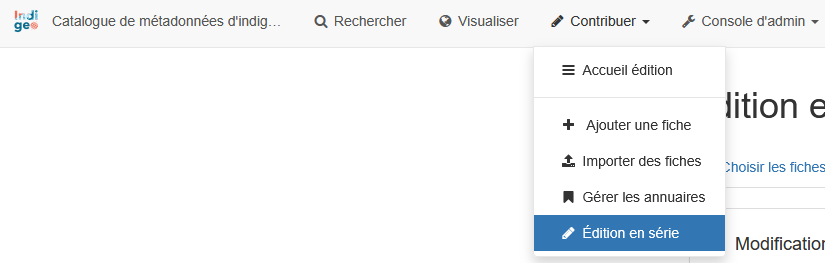 Indi geo
Catalogue de métadonnées d'indig… Rechercher Visualiser Contribuer Console d'admin
Accueil édition
Ajouter une fiche
Importer des fiches
Gérer les annuaires
Édition en série
dition e
Choisir les fiches
Modification